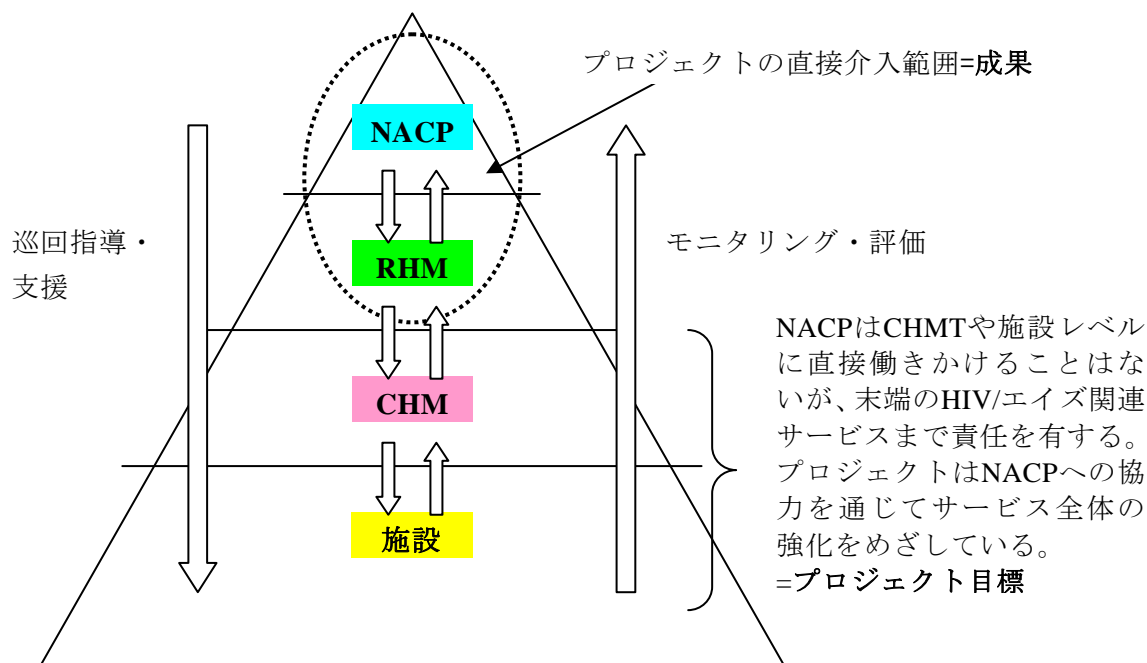 プロジェクトの直接介入範囲=成果
NACP
巡回指導・
支援
モニタリング・評価
RHM
NACPはCHMTや施設レベル
に直接働きかけることはな
いが、末端のHIV/エイズ関連
サービスまで責任を有する。
プロジェクトはNACPへの協
力を通じてサービス全体の
強化をめざしている。
=プロジェクト目標
CHM
施設